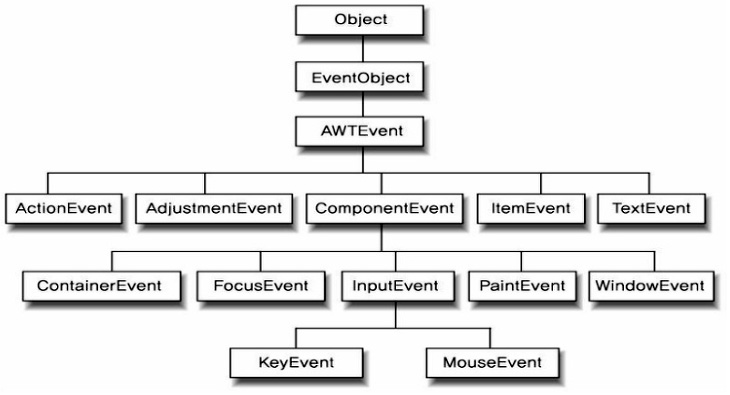 Object
EventObject
AWTEvent
ActionEvent
AdjustmentEvent
ComponentEvent
ItemEvent
TextEvent
ContainerEvent
FocusEvent
InputEvent
PaintEvent
WindowEvent
KeyEvent
MouseEvent